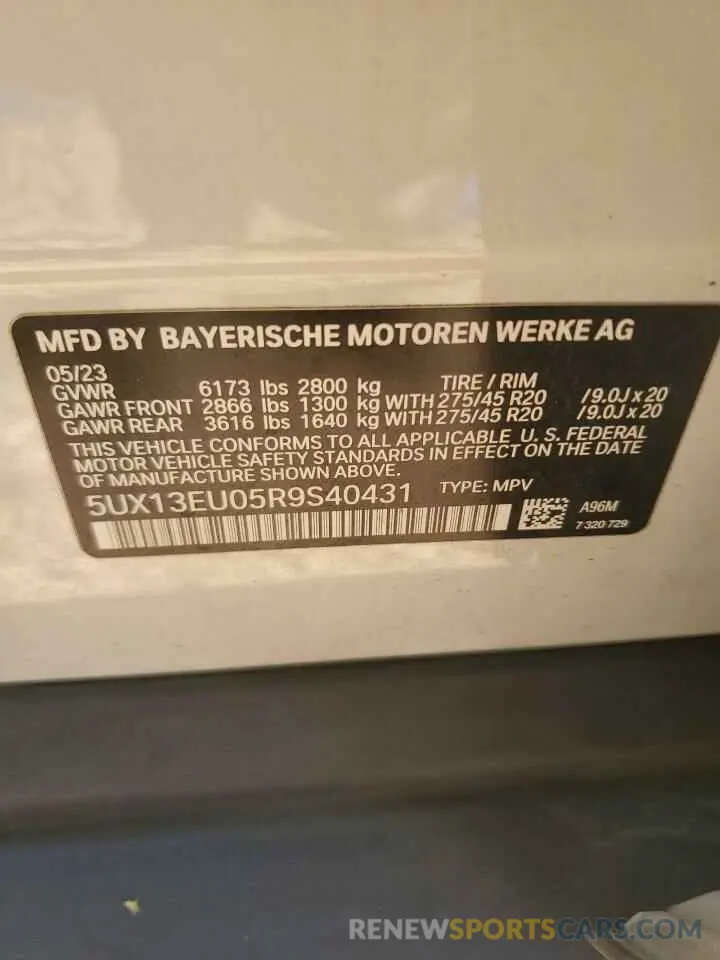 MFD BY BAYERISCHE MOTOREN WERKE AG
05/23
GVWR 6173 lbs 2800 kg TIRE / RIM
GAWR FRONT 2866 lbs 1300 kg WITH 275/45 R20 /9.0J x 20
GAWR REAR 3616 lbs 1640 kg WITH 275/45 R20 /9.0J x 20
THIS VEHICLE CONFORMS TO ALL APPLICABLE U.S. FEDERAL
MOTOR VEHICLE SAFETY STANDARDS IN EFFECT ON THE DATE
OF MANUFACTURE SHOWN ABOVE.
5UX13EU05R9S40431 TYPE: MPV
A96M
7 320 729
RENEWSPORTSCARS.COM